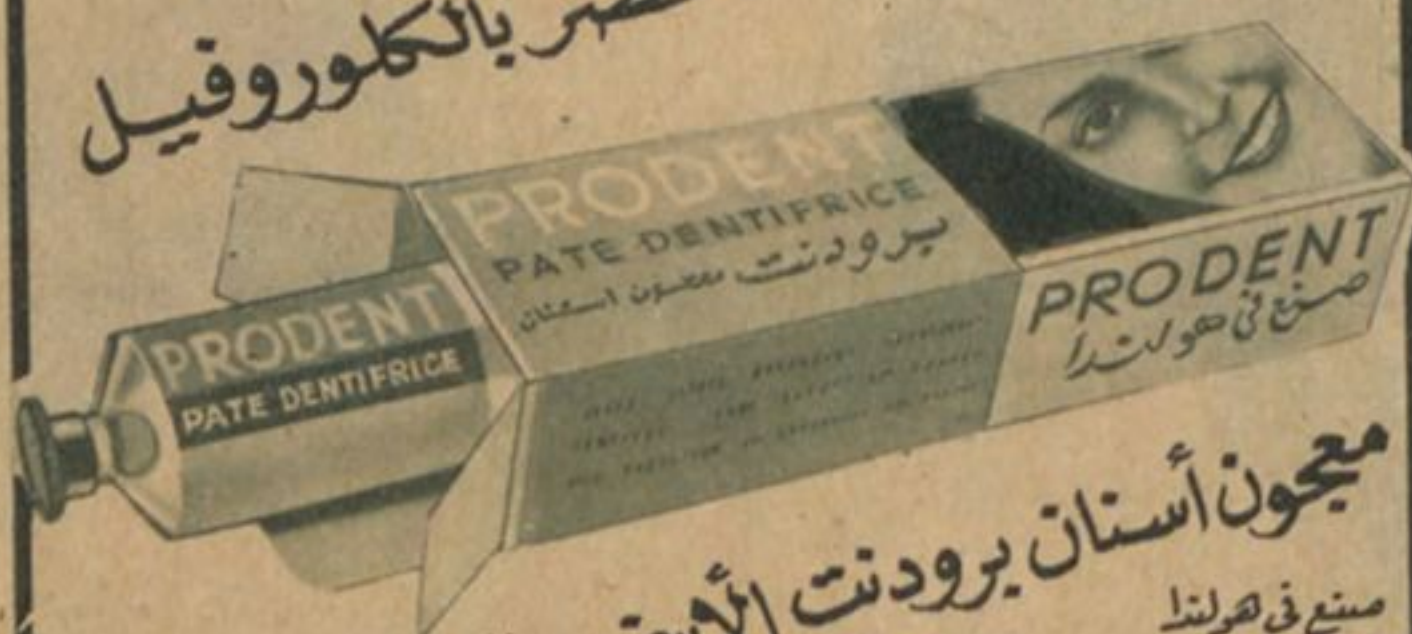 بالكلوروفيل
PRODENT
PATE DENTIFRICE
برودنت معجون اسنان
PRODENT
صنع في هولندا
PRODENT
PATE DENTIFRICE
معجون أسنان برودنت
صنع في هولندا